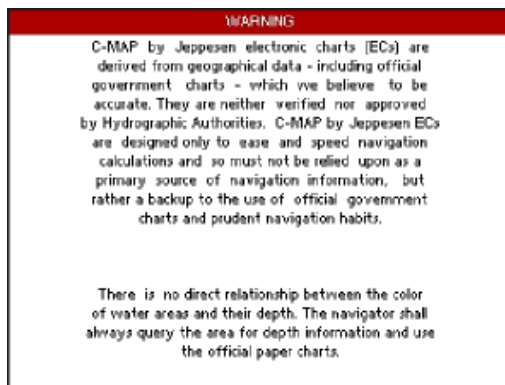 WARNING
C-MAP by Jeppesen electronic charts (ECs) are
derived from geographical data - including official
government charts - which we believe to be
accurate. They are neither verified nor approved
by Hydrographic Authorities. C-MAP by Jeppesen ECs
are designed only to ease and speed navigation
calculations and so must not be relied upon as a
primary source of navigation information, but
rather a backup to the use of official government
charts and prudent navigation habits.
There is no direct relationship between the color
of water areas and their depth. The navigator shall
always query the area for depth information and use
the official paper charts.